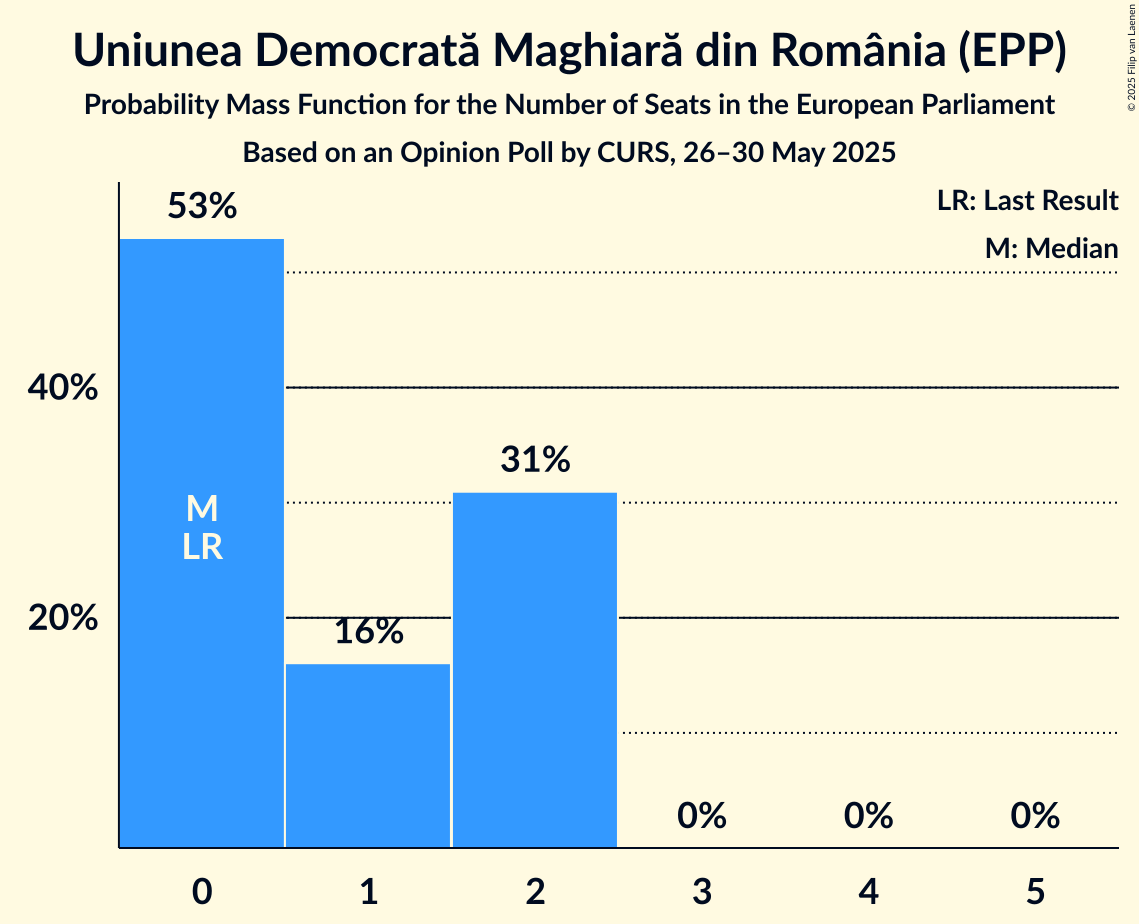 Uniunea Democrată Maghiară din România (EPP)
Probability Mass Function for the Number of Seats in the European Parliament
Based on an Opinion Poll by CURS, 26–30 May 2025
© 2025 Filip van Laenen
LR: Last Result
M: Median
53%
40%
31%
M
LR
20%
16%
0% 0% 0%
0 1 2 3 4 5